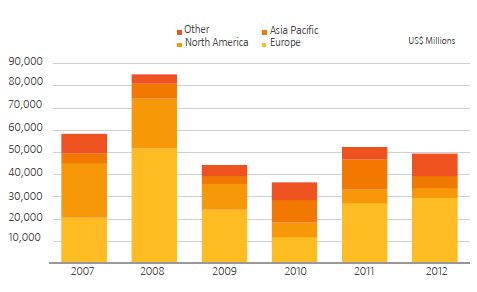 Other
Asia Pacific
North America
Europe
US$ Millions
90,000
80,000
70,000
60,000
50,000
40,000
30,000
20,000
10,000
2007 2008 2009 2010 2011 2012